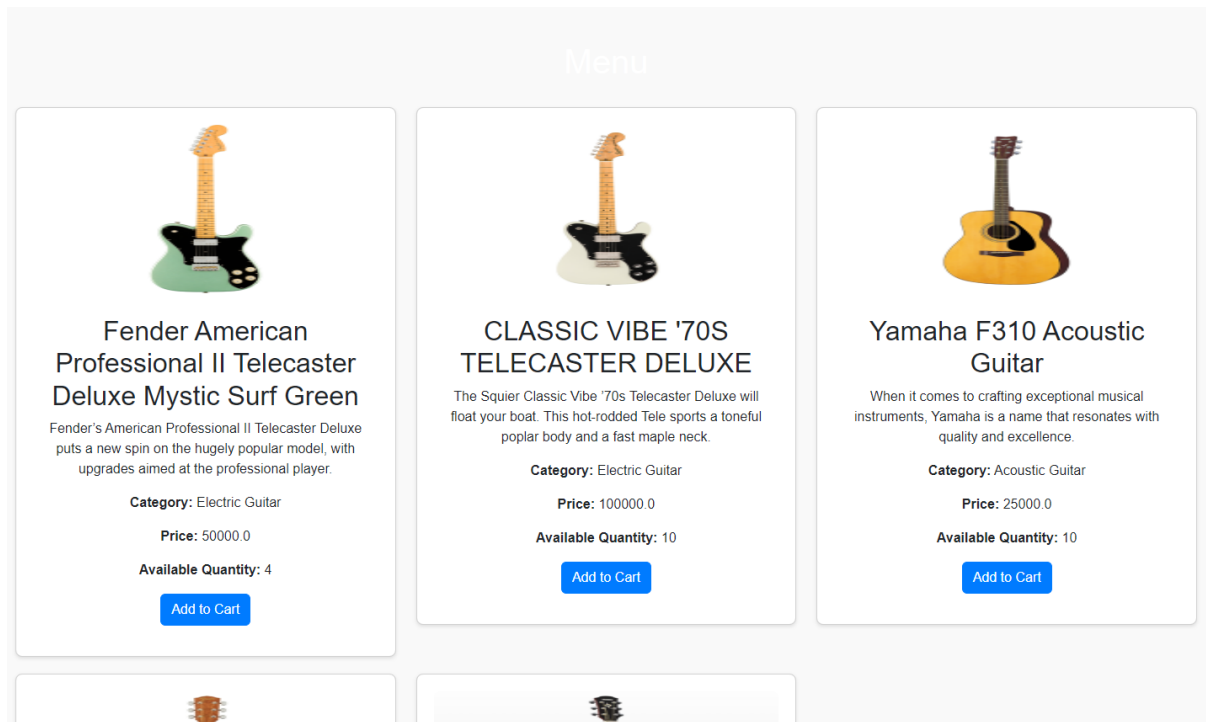 Menu
Fender American
Professional II Telecaster
Deluxe Mystic Surf Green
Fender’s American Professional II Telecaster Deluxe
puts a new spin on the hugely popular model, with
upgrades aimed at the professional player.
Category: Electric Guitar
Price: 50000.0
Available Quantity: 4
Add to Cart
CLASSIC VIBE '70S
TELECASTER DELUXE
The Squier Classic Vibe ’70s Telecaster Deluxe will
float your boat. This hot-rodded Tele sports a toneful
poplar body and a fast maple neck.
Category: Electric Guitar
Price: 100000.0
Available Quantity: 10
Add to Cart
Yamaha F310 Acoustic
Guitar
When it comes to crafting exceptional musical
instruments, Yamaha is a name that resonates with
quality and excellence.
Category: Acoustic Guitar
Price: 25000.0
Available Quantity: 10
Add to Cart